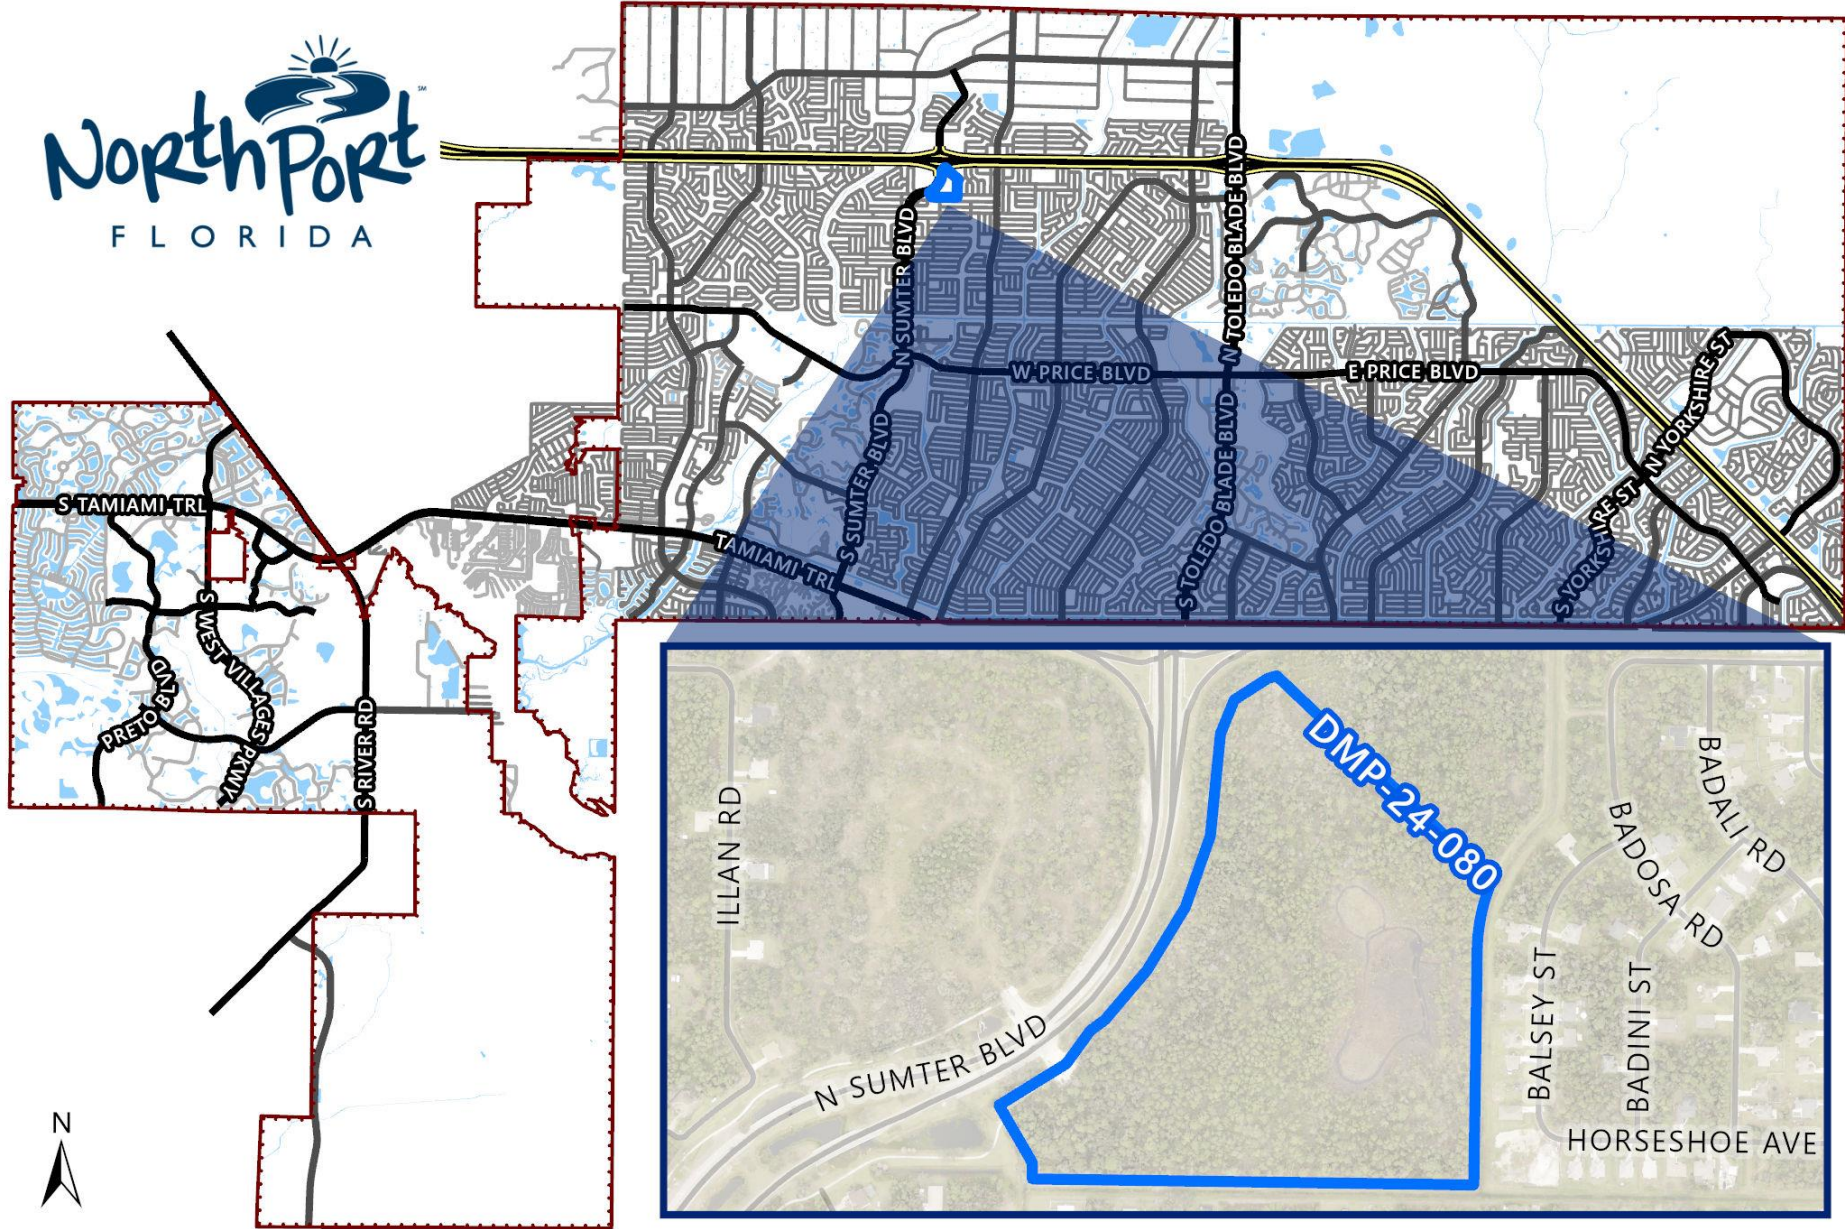 NorthPort
FLORIDA
N TOLEDO BLADE BLVD
N SUMTER BLVD
W PRICE BLVD
E PRICE BLVD
N YORKSHIRE ST
S TAMIAMI TRL
S SUMTER BLVD
TAMIAMI TRL
S TOLEDO BLADE BLVD
S YORKSHIRE ST
S WEST VILLAGES PKWY
PRETO BLVD
S RIVER RD
DMP-24-080
ILLAN RD
N SUMTER BLVD
BADALI RD
BADOSA RD
BALSEY ST
BADINI ST
HORSESHOE AVE
N